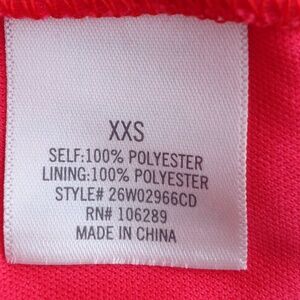 XXS
SELF:100% POLYESTER
LINING:100% POLYESTER
STYLE# 26W02966CD
RN# 106289
MADE IN CHINA